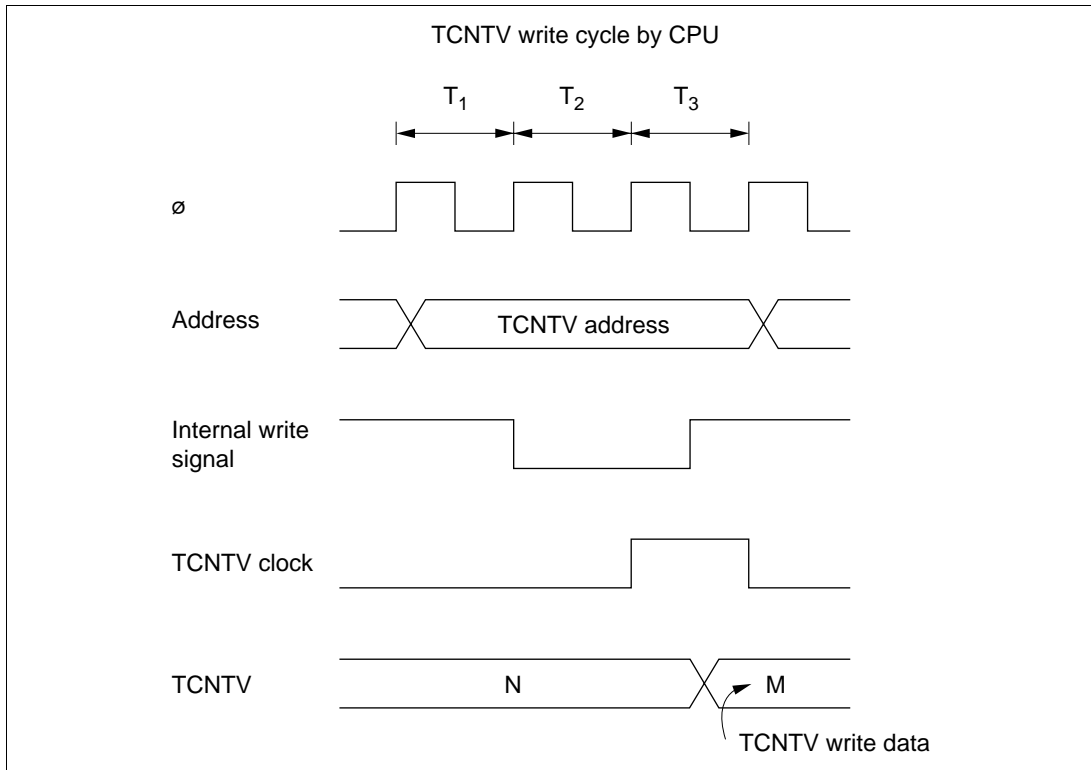 TCNTV write cycle by CPU
T1 T2 T3
ø
Address
TCNTV address
Internal write
signal
TCNTV clock
TCNTV
N
M
TCNTV write data